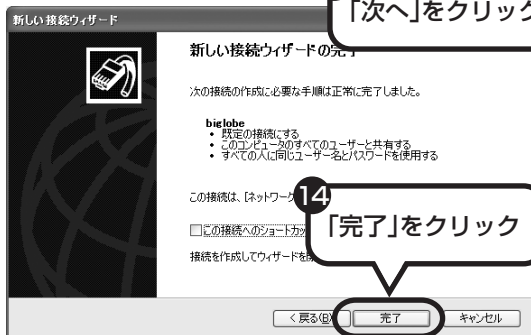 「次へ」をクリック
新しい接続ウィザード
新しい接続ウィザードの完了
次の接続の作成に必要な手順は正常に完了しました。
biglobe
• 既定の接続にする
• このコンピュータのすべてのユーザーと共有する
• すべての人に同じユーザー名とパスワードを使用する
この接続は、[ネットワーク
14
「完了」をクリック
この接続へのショートカッ
接続を作成してウィザードを
< 戻る(B)
完了
キャンセル